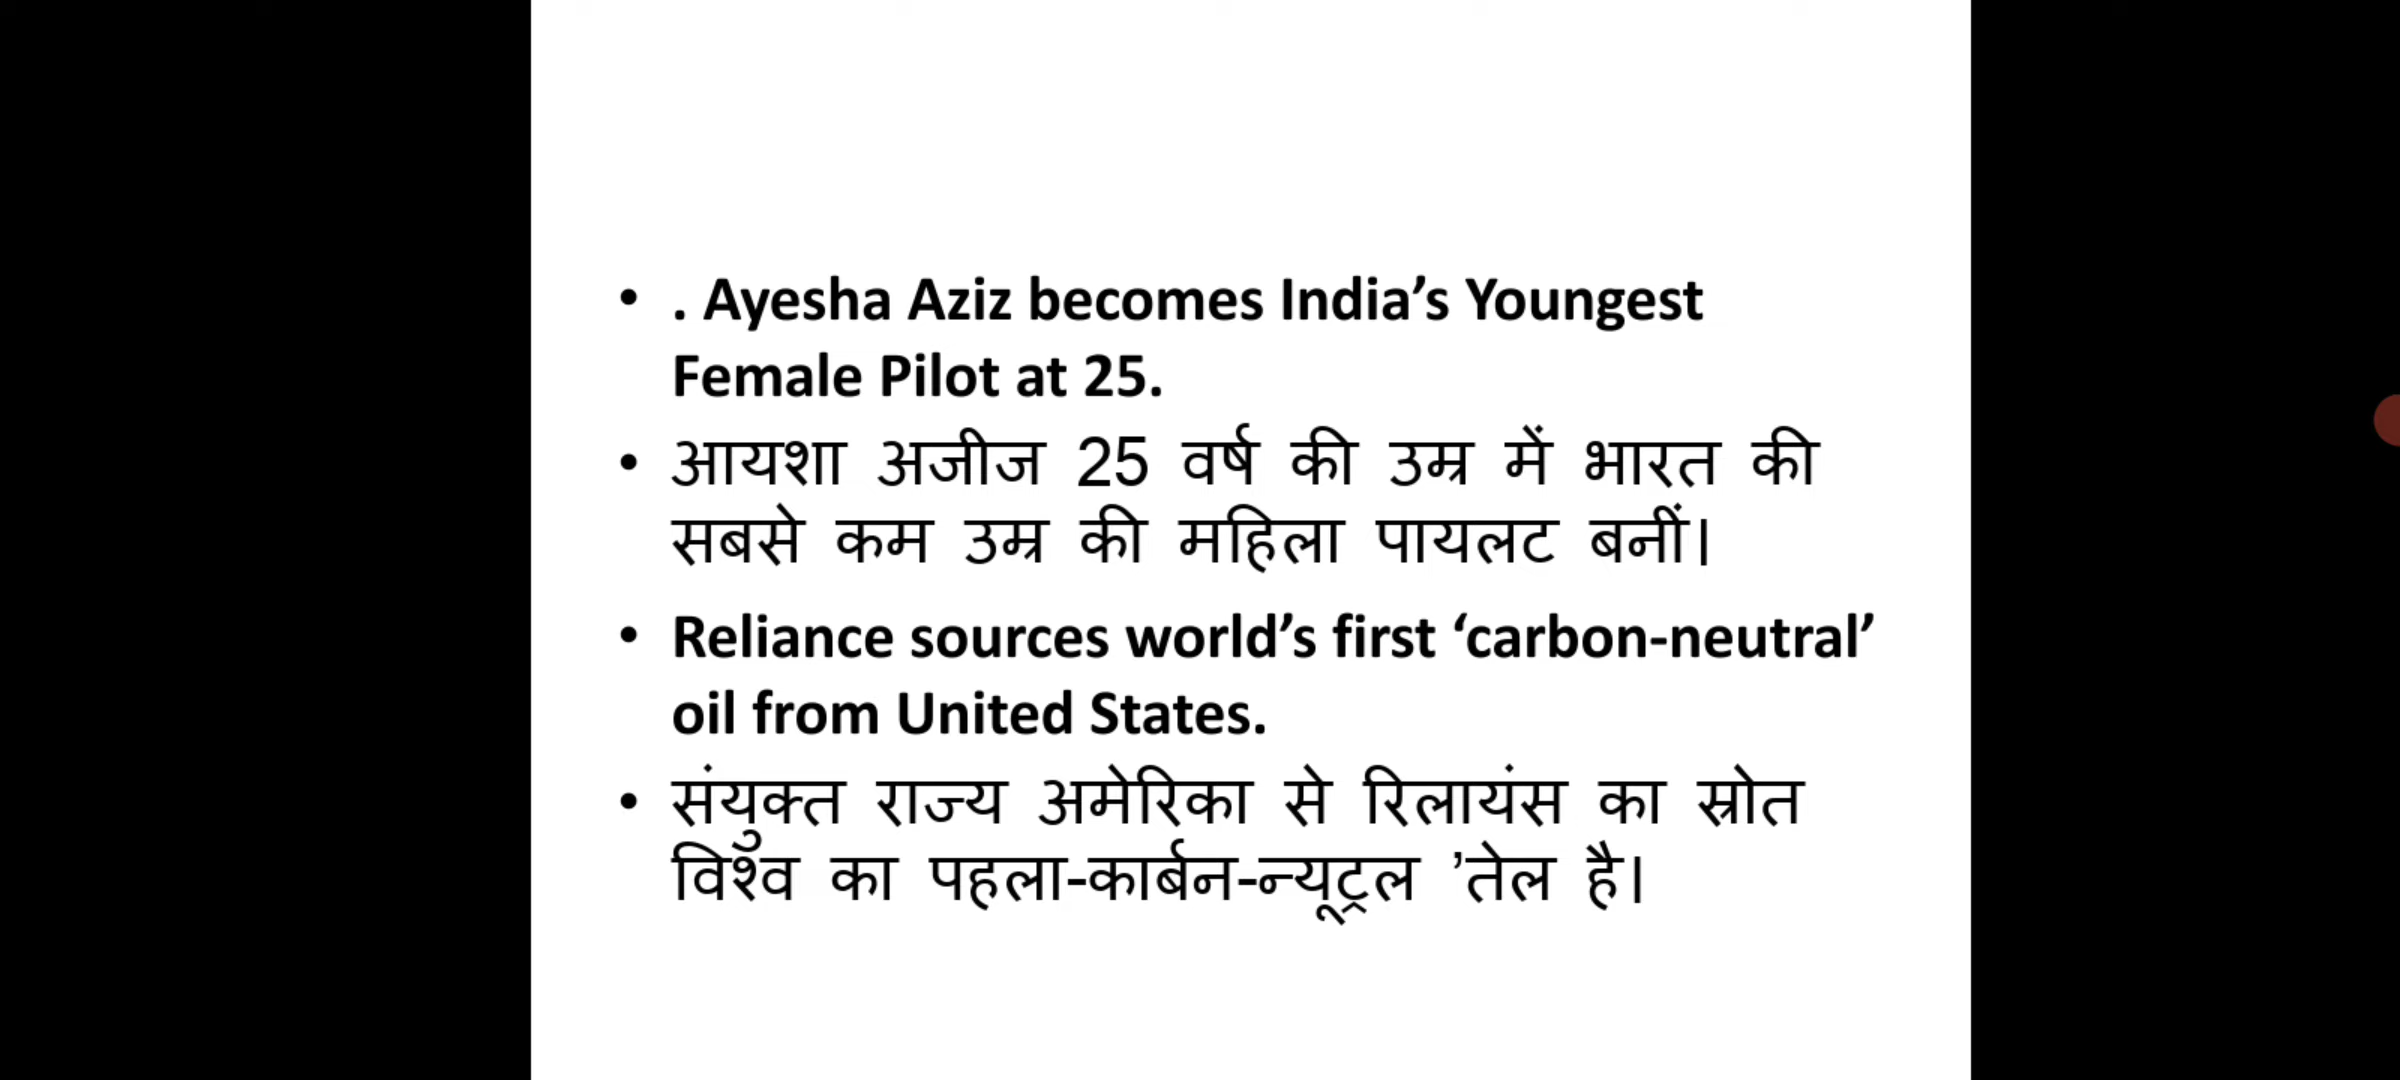 • . Ayesha Aziz becomes India’s Youngest
Female Pilot at 25.
• आयशा अजीज 25 वर्ष की उम्र में भारत की
सबसे कम उम्र की महिला पायलट बनीं।
• Reliance sources world’s first ‘carbon-neutral’
oil from United States.
• संयुक्त राज्य अमेरिका से रिलायंस का स्रोत
विश्व का पहला-कार्बन-न्यूट्रल ’तेल है।